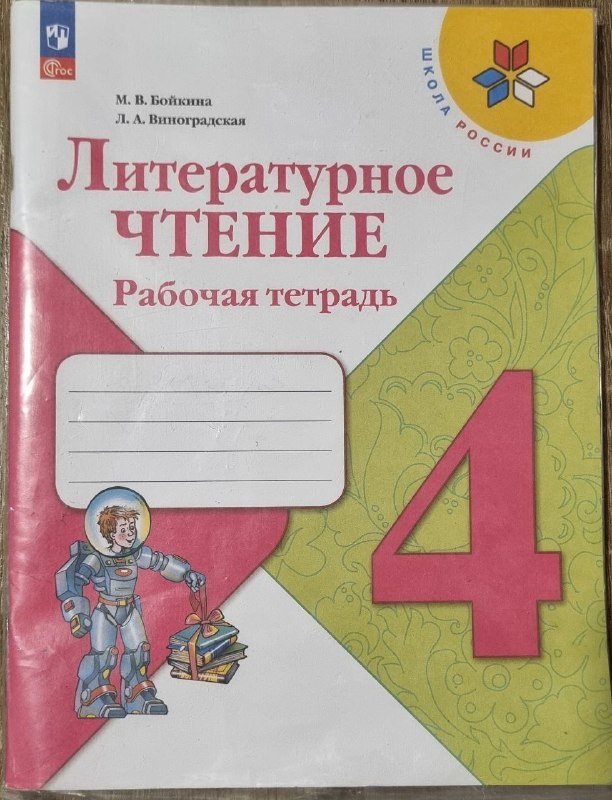 ФГОС
М. В. Бойкина
Л. А. Виноградская
ШКОЛА РОССИИ
Литературное
ЧТЕНИЕ
Рабочая тетрадь
4